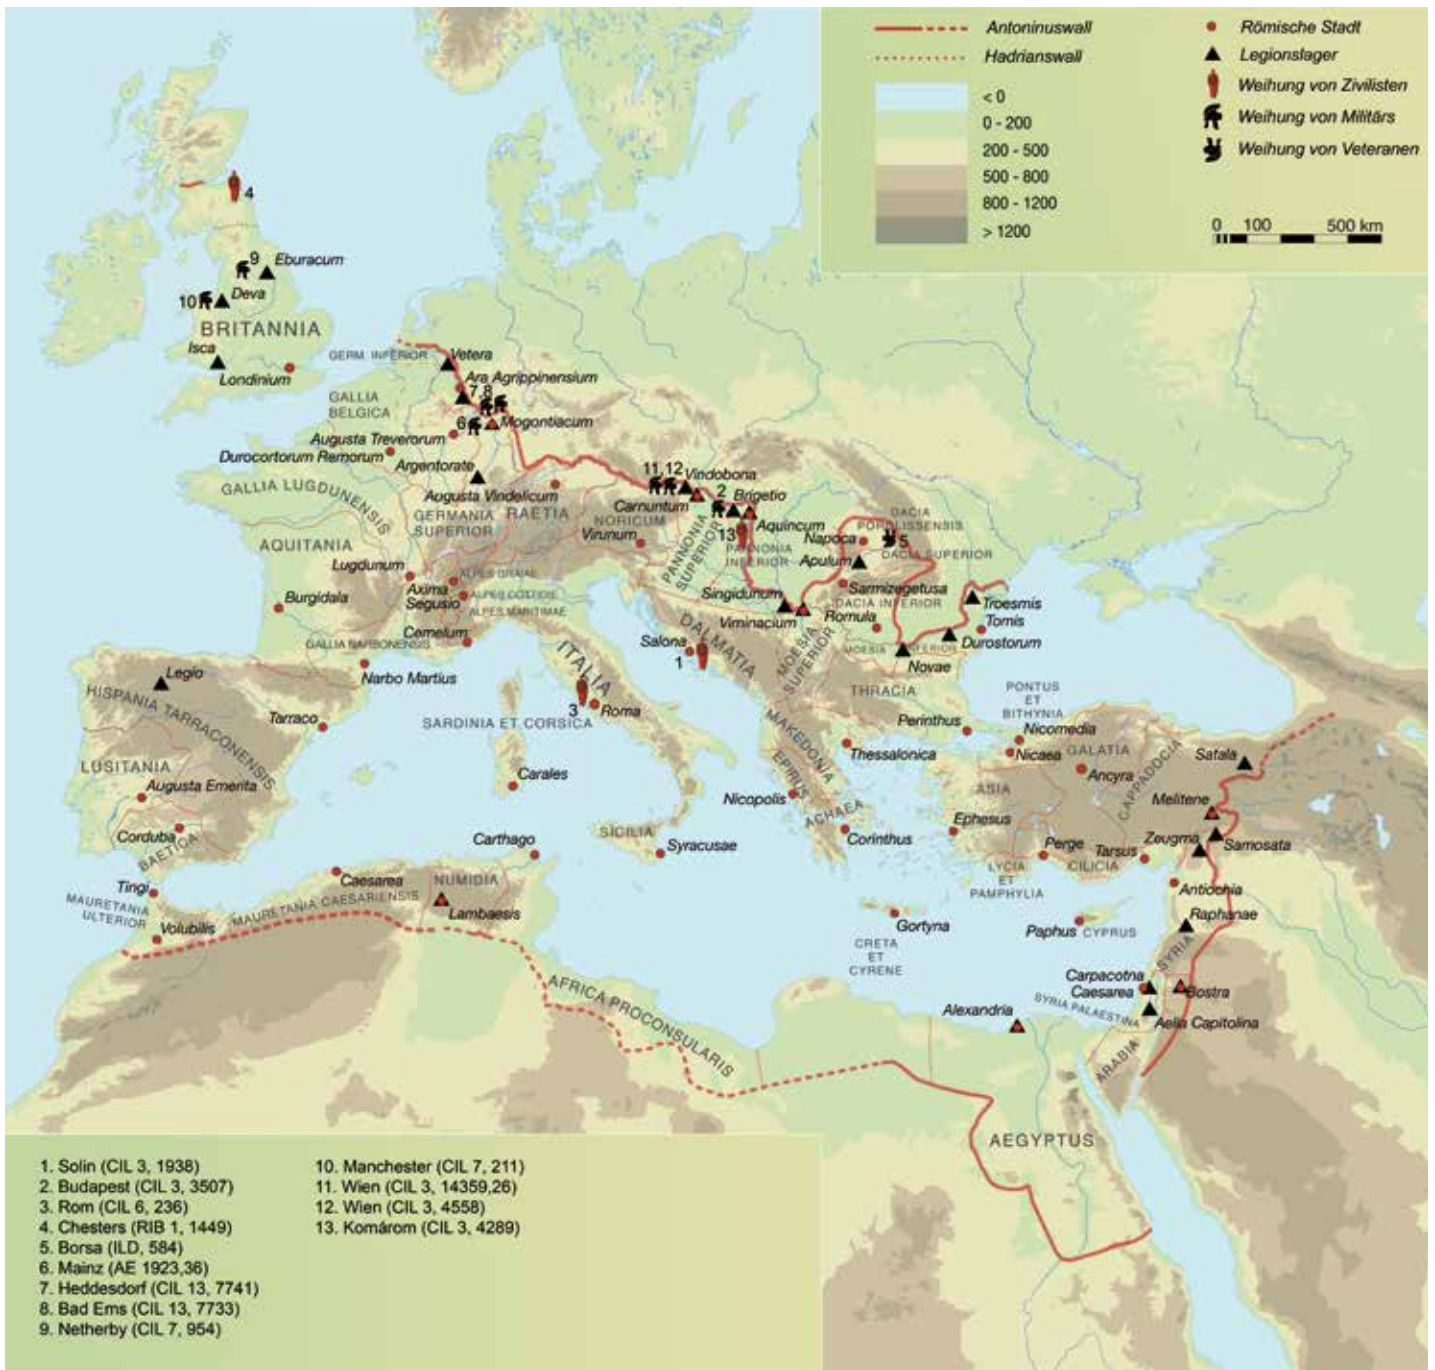 Antoninuswall
Hadrianswall
< 0
0 - 200
200 - 500
500 - 800
800 - 1200
> 1200
Römische Stadt
Legionslager
Weihung von Zivilisten
Weihung von Militärs
Weihung von Veteranen
0 100 500 km
4
9 Eburacum
10 Deva
BRITANNIA
Isca
Londinium
GERM. INFERIOR
Vetera
Ara Agrippinensium
7,8
GALLIA
BELGICA
6 Mogontiacum
Augusta Treverorum
Durocortorum Remorum
Argentorate
11,12 Vindobona
GALLIA LUGDUNENSIS
Augusta Vindelicum
Carnuntum
2 Brigetio
GERMANIA
SUPERIOR
RAETIA
NORICUM
Virunum
PANNONIA
SUPERIOR
13 Aquincum
PANNONIA
INFERIOR
DACIA
POROLISSENSIS
Napoca
5
DACIA SUPERIOR
Apulum
AQUITANIA
Lugdunum
Axima
ALPES GRAIAE
Segusio
ALPES COTTIDE
ALPES MARITIMAE
Burgidala
Singidunum
Viminacium
Sarmizegetusa
DACIA INFERIOR
Romula
Troesmis
Tomis
Durostorum
GALLIA NARBONENSIS
Cemelum
Narbo Martius
ITALIA
Salona
1
DALMATIA
MOESIA
SUPERIOR
MOESIA INFERIOR
Novae
Legio
HISPANIA TARRACONENSIS
Tarraco
SARDINIA ET CORSICA
3
Roma
THRACIA
PONTUS
ET
BITHYNIA
Perinthus
Nicomedia
Nicaea
GALATIA
Ancyra
CAPPADOCIA
Satala
MAKEDONIA
Thessalonica
LUSITANIA
Augusta Emerita
Carales
EPIRUS
Nicopolis
ACHAEA
ASIA
Melitene
Corduba
BAETICA
Carthago
SICILIA
Syracusae
Corinthus
Ephesus
Perge
Tarsus
Zeugma
Samosata
LYCIA
ET
PAMPHYLIA
CILICIA
Tingi
MAURETANIA
ULTERIOR
Caesarea
MAURETANIA CAESARIENSIS
NUMIDIA
Lambaesis
Antiochia
Volubilis
Gortyna
Paphus
CYPRUS
Raphanae
CRETA
ET
CYRENE
SYRIA
Carpacotna
Caesarea
Bostra
AFRICA PROCONSULARIS
Alexandria
SYRIA PALAESTINA
Aelia Capitolina
ARABIA
AEGYPTUS
1. Solin (CIL 3, 1938)
2. Budapest (CIL 3, 3507)
3. Rom (CIL 6, 236)
4. Chesters (RIB 1, 1449)
5. Borsa (ILD, 584)
6. Mainz (AE 1923,36)
7. Heddesdorf (CIL 13, 7741)
8. Bad Ems (CIL 13, 7733)
9. Netherby (CIL 7, 954)
10. Manchester (CIL 7, 211)
11. Wien (CIL 3, 14359,26)
12. Wien (CIL 3, 4558)
13. Komárom (CIL 3, 4289)